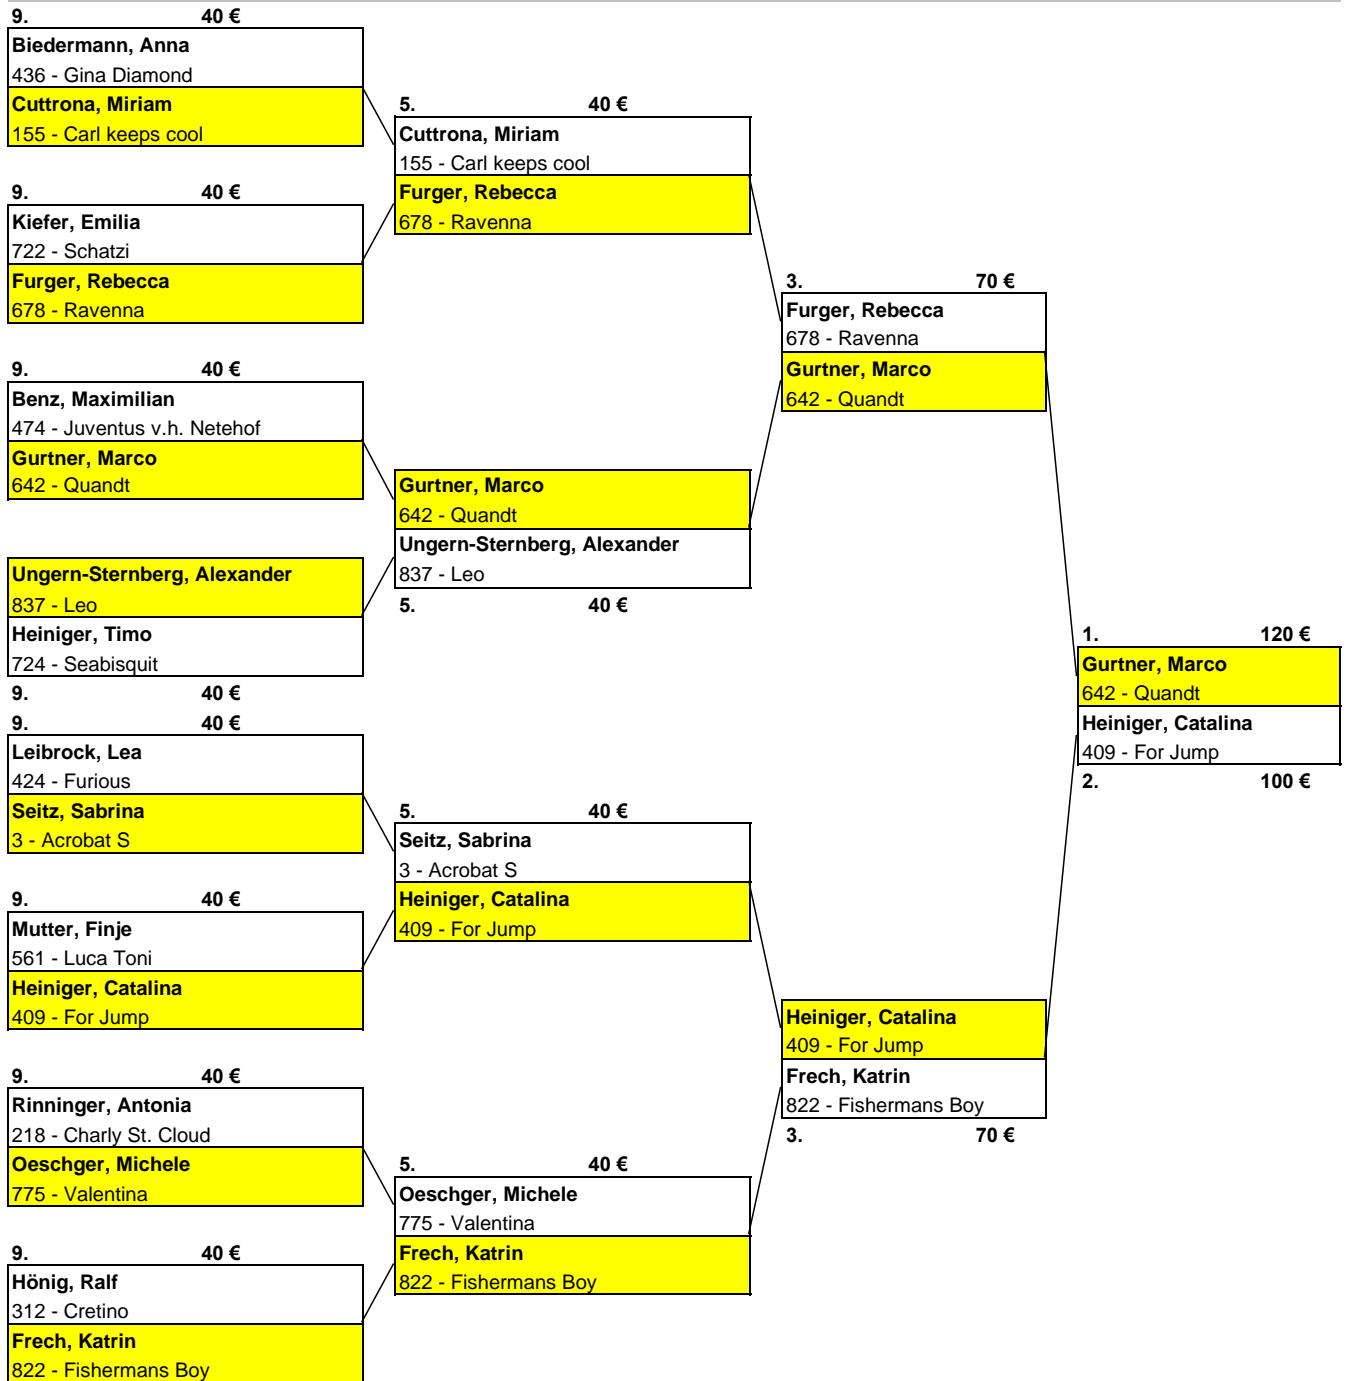 9. 40 €
Biedermann, Anna
436 - Gina Diamond
Cuttrona, Miriam
155 - Carl keeps cool
9. 40 €
Kiefer, Emilia
722 - Schatzi
Furger, Rebecca
678 - Ravenna
9. 40 €
Benz, Maximilian
474 - Juventus v.h. Netehof
Gurtner, Marco
642 - Quandt
Ungern-Sternberg, Alexander
837 - Leo
Heiniger, Timo
724 - Seabisquit
9. 40 €
9. 40 €
Leibrock, Lea
424 - Furious
Seitz, Sabrina
3 - Acrobat S
9. 40 €
Mutter, Finje
561 - Luca Toni
Heiniger, Catalina
409 - For Jump
9. 40 €
Rinninger, Antonia
218 - Charly St. Cloud
Oeschger, Michele
775 - Valentina
9. 40 €
Hönig, Ralf
312 - Cretino
Frech, Katrin
822 - Fishermans Boy
5. 40 €
Cuttrona, Miriam
155 - Carl keeps cool
Furger, Rebecca
678 - Ravenna
Gurtner, Marco
642 - Quandt
Ungern-Sternberg, Alexander
837 - Leo
5. 40 €
5. 40 €
Seitz, Sabrina
3 - Acrobat S
Heiniger, Catalina
409 - For Jump
5. 40 €
Oeschger, Michele
775 - Valentina
Frech, Katrin
822 - Fishermans Boy
3. 70 €
Furger, Rebecca
678 - Ravenna
Gurtner, Marco
642 - Quandt
Heiniger, Catalina
409 - For Jump
Frech, Katrin
822 - Fishermans Boy
3. 70 €
1. 120 €
Gurtner, Marco
642 - Quandt
Heiniger, Catalina
409 - For Jump
2. 100 €